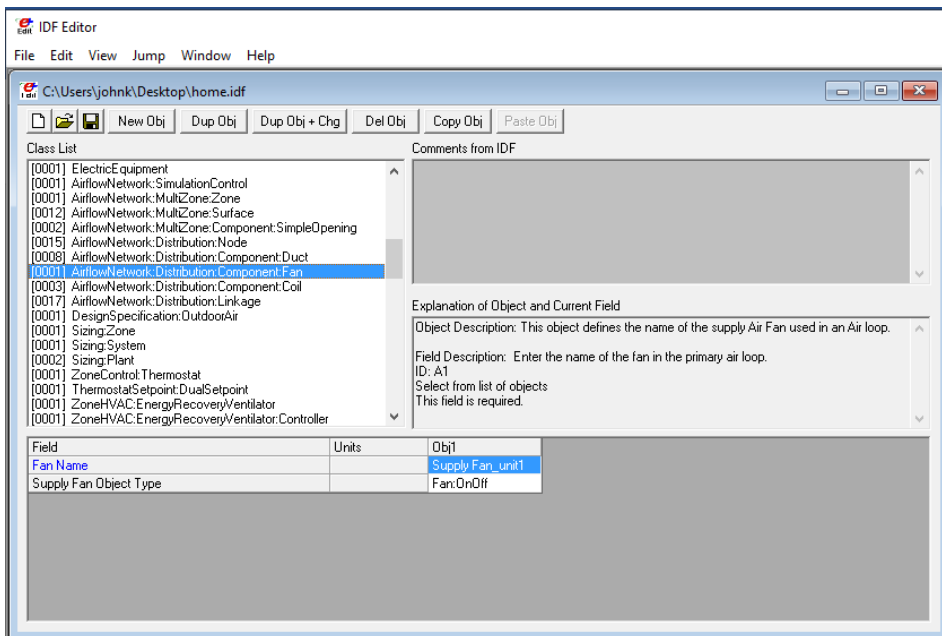 IDF Editor
File Edit View Jump Window Help
C:\Users\johnk\Desktop\home.idf
New Obj Dup Obj Dup Obj + Chg Del Obj Copy Obj Paste Obj
Class List
[0001] ElectricEquipment
[0001] AirflowNetwork:SimulationControl
[0001] AirflowNetwork:MultiZone:Zone
[0012] AirflowNetwork:MultiZone:Surface
[0002] AirflowNetwork:MultiZone:Component:SimpleOpening
[0015] AirflowNetwork:Distribution:Node
[0008] AirflowNetwork:Distribution:Component:Duct
[0001] AirflowNetwork:Distribution:Component:Fan
[0003] AirflowNetwork:Distribution:Component:Coil
[0017] AirflowNetwork:Distribution:Linkage
[0001] DesignSpecification:OutdoorAir
[0001] Sizing:Zone
[0001] Sizing:System
[0002] Sizing:Plant
[0001] ZoneControl:Thermostat
[0001] ThermostatSetpoint:DualSetpoint
[0001] ZoneHVAC:EnergyRecoveryVentilator
[0001] ZoneHVAC:EnergyRecoveryVentilator:Controller
Comments from IDF
Explanation of Object and Current Field
Object Description: This object defines the name of the supply Air Fan used in an Air loop.
Field Description: Enter the name of the fan in the primary air loop.
ID: A1
Select from list of objects
This field is required.
Field Units Obj1
Fan Name Supply Fan_unit1
Supply Fan Object Type Fan:OnOff